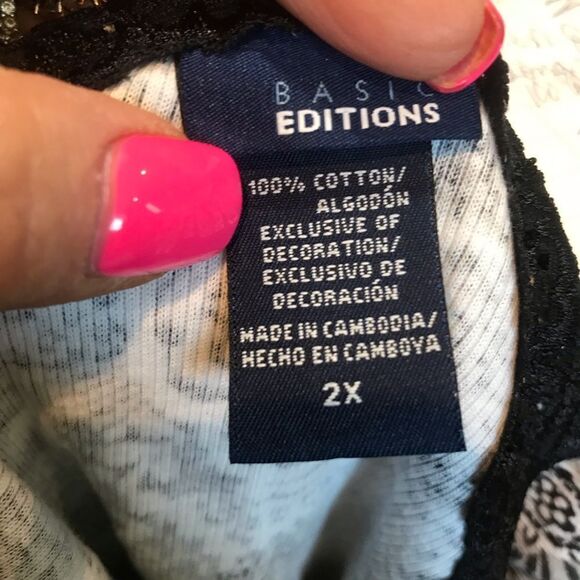 BASIC
EDITIONS
100% COTTON/
ALGODÓN
EXCLUSIVE OF
DECORATION/
EXCLUSIVO DE
DECORACIÓN
MADE IN CAMBODIA/
HECHO EN CAMBOYA
2X